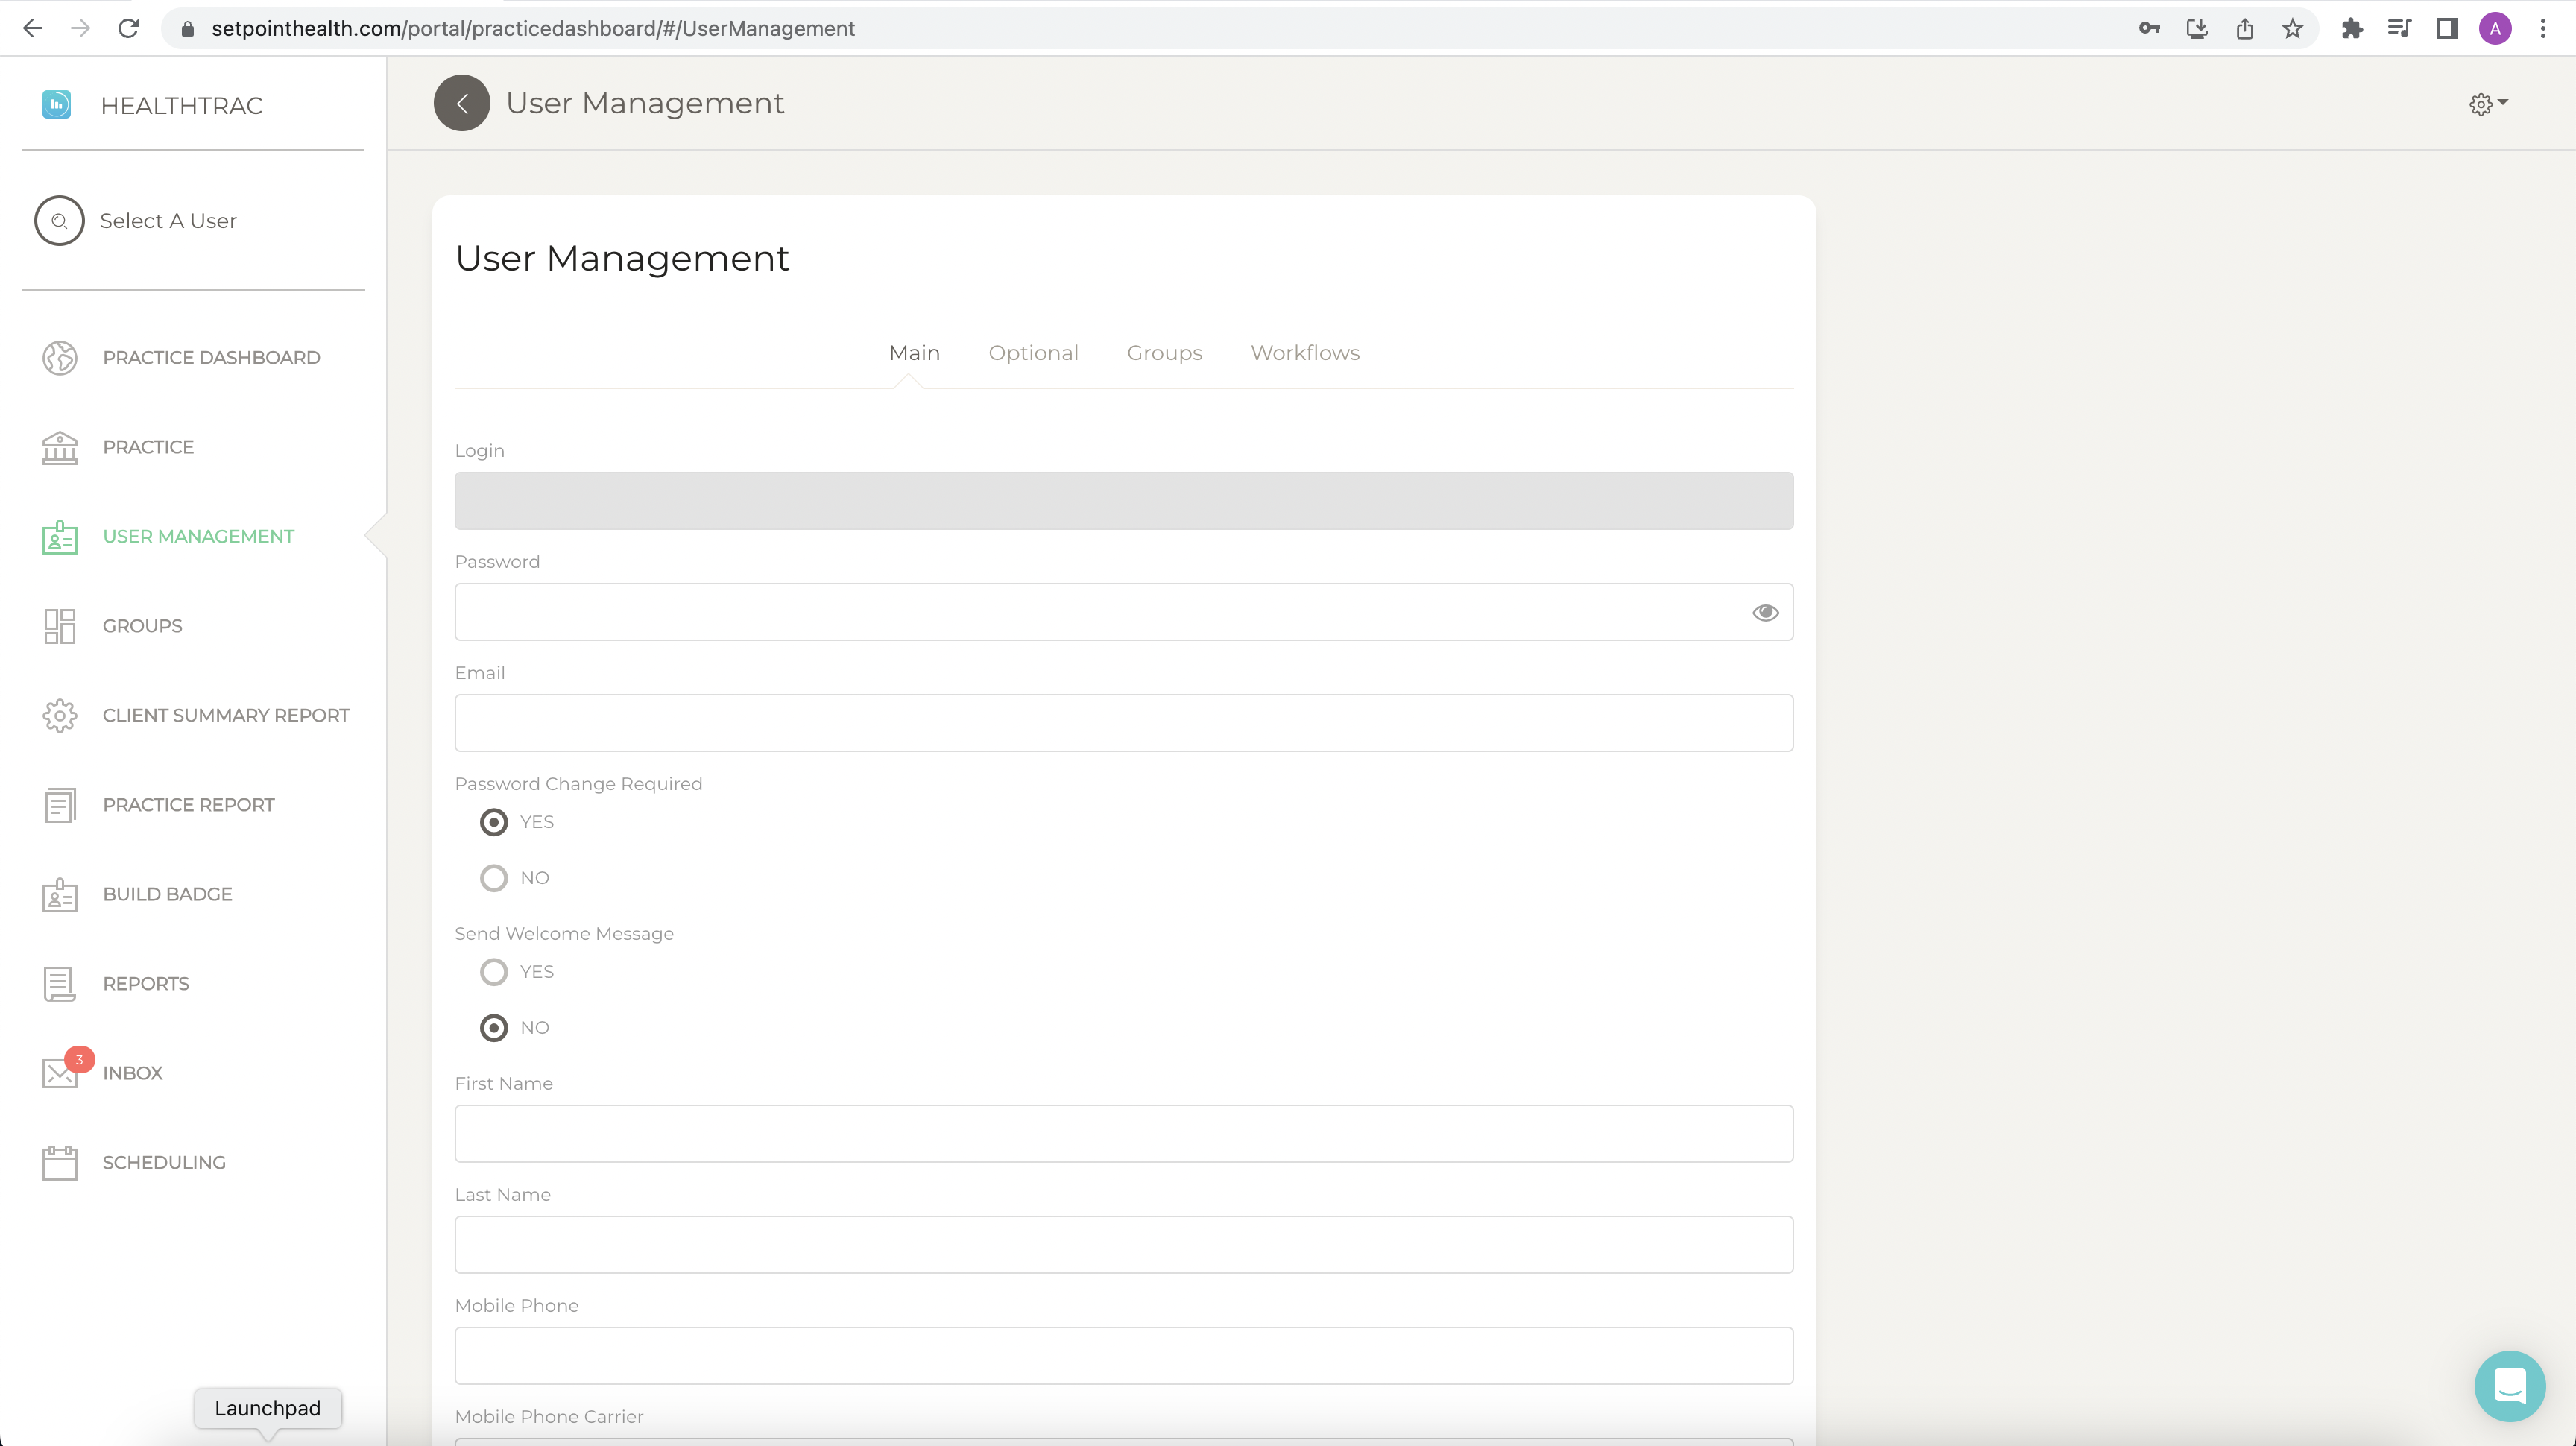 setpointhealth.com/portal/practicedashboard/#/UserManagement
A
HEALTHTRAC
Select A User
PRACTICE DASHBOARD
PRACTICE
USER MANAGEMENT
GROUPS
CLIENT SUMMARY REPORT
PRACTICE REPORT
BUILD BADGE
REPORTS
3
INBOX
SCHEDULING
Launchpad
User Management
User Management
Main Optional Groups Workflows
Login
Password
Email
Password Change Required
YES
NO
Send Welcome Message
YES
NO
First Name
Last Name
Mobile Phone
Mobile Phone Carrier